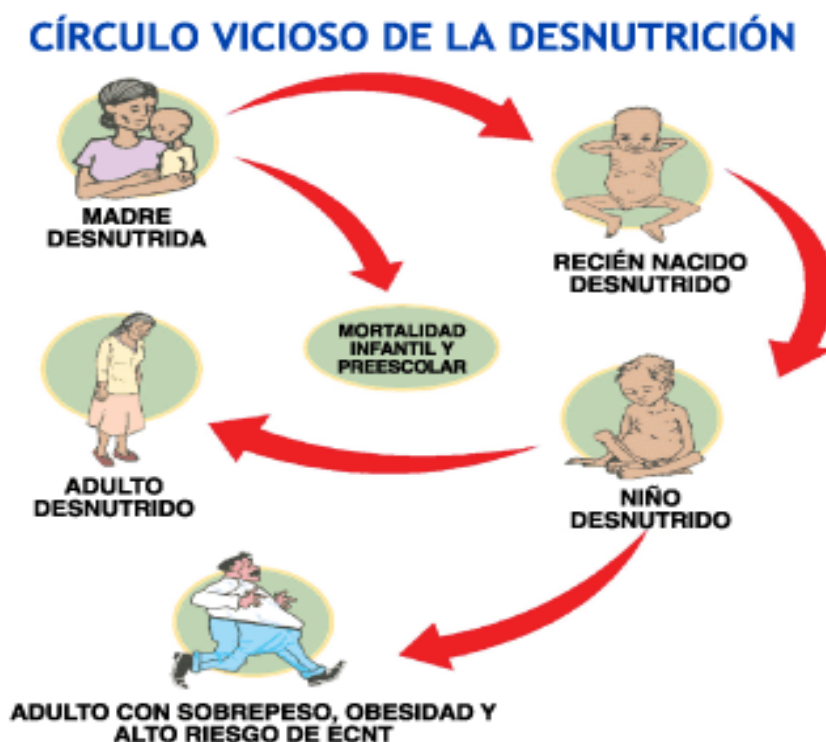 CÍRCULO VICIOSO DE LA DESNUTRICIÓN
MADRE
DESNUTRIDA
RECIÉN NACIDO
DESNUTRIDO
MORTALIDAD
INFANTIL Y
PREESCOLAR
ADULTO
DESNUTRIDO
NIÑO
DESNUTRIDO
ADULTO CON SOBREPESO, OBESIDAD Y
ALTO RIESGO DE ECNT